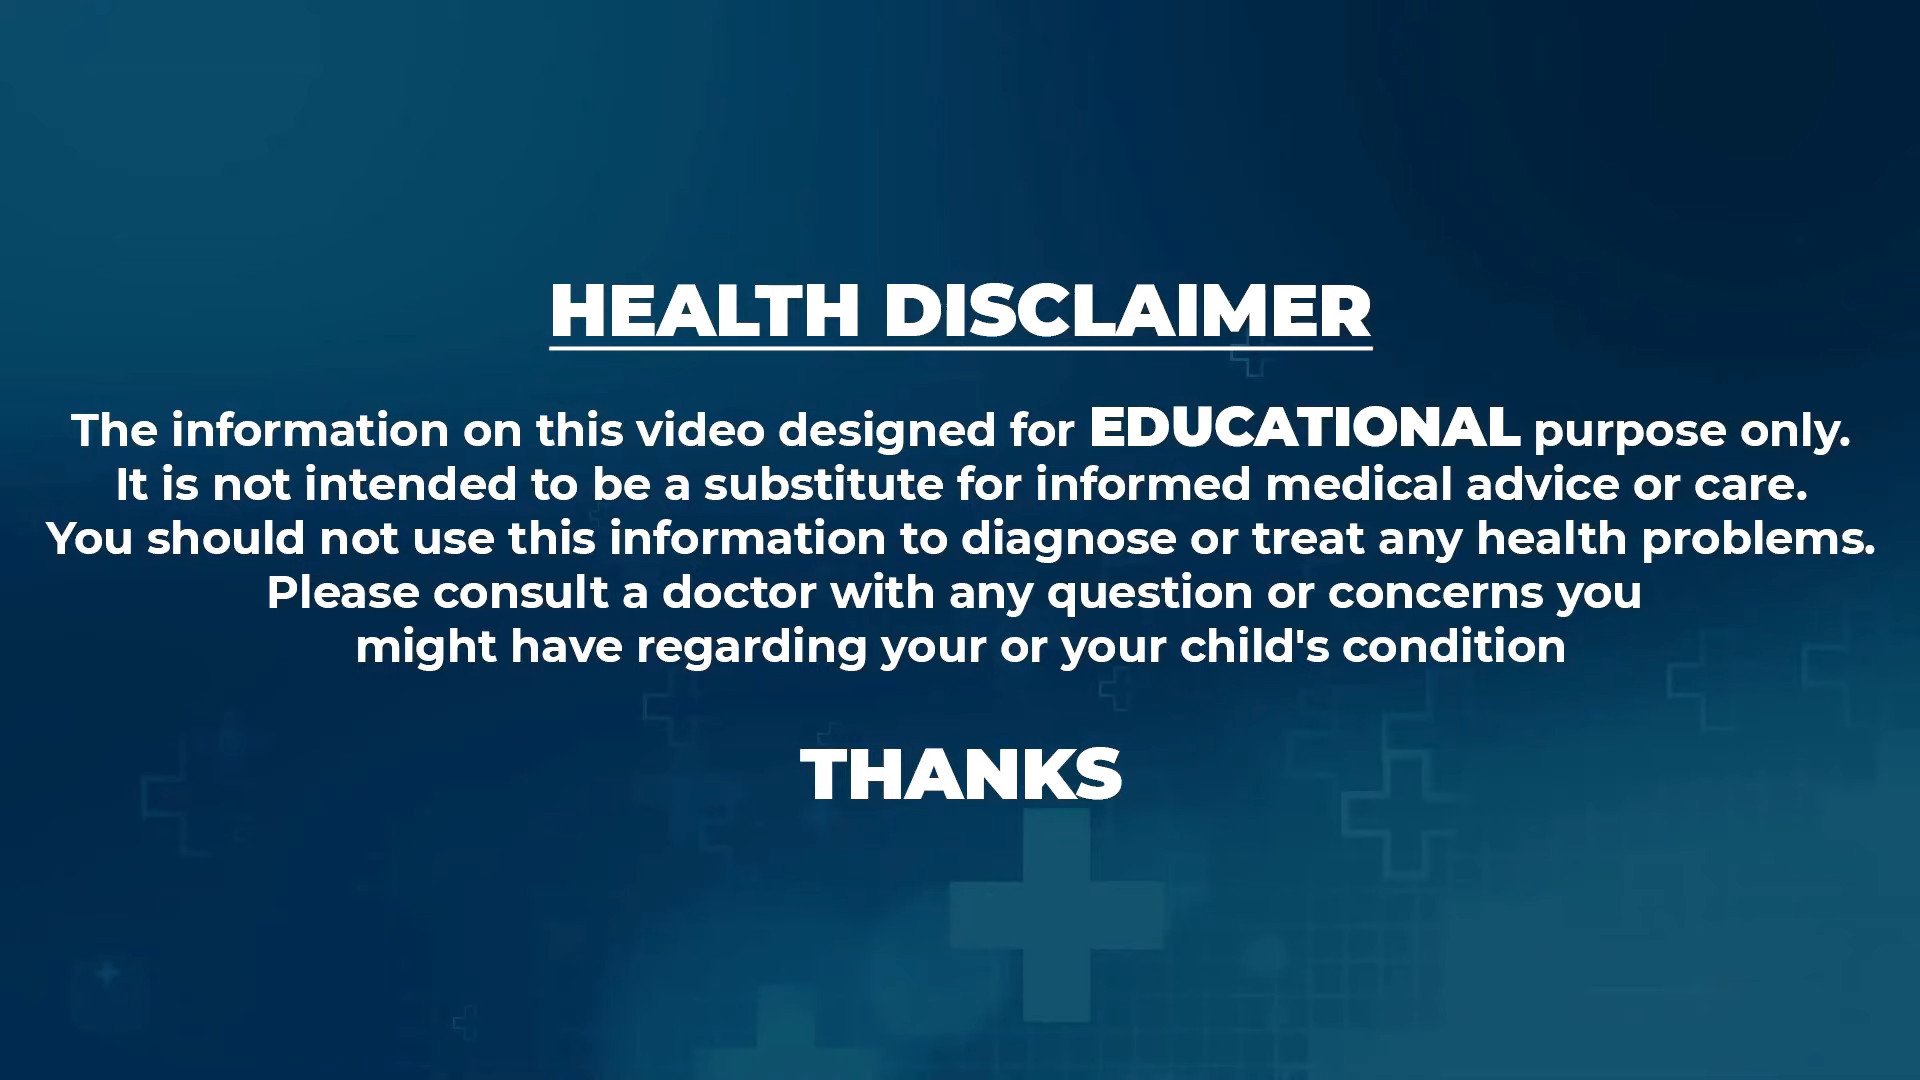 HEALTH DISCLAIMER
The information on this video designed for EDUCATIONAL purpose only.
It is not intended to be a substitute for informed medical advice or care.
You should not use this information to diagnose or treat any health problems.
Please consult a doctor with any question or concerns you
might have regarding your or your child's condition
THANKS